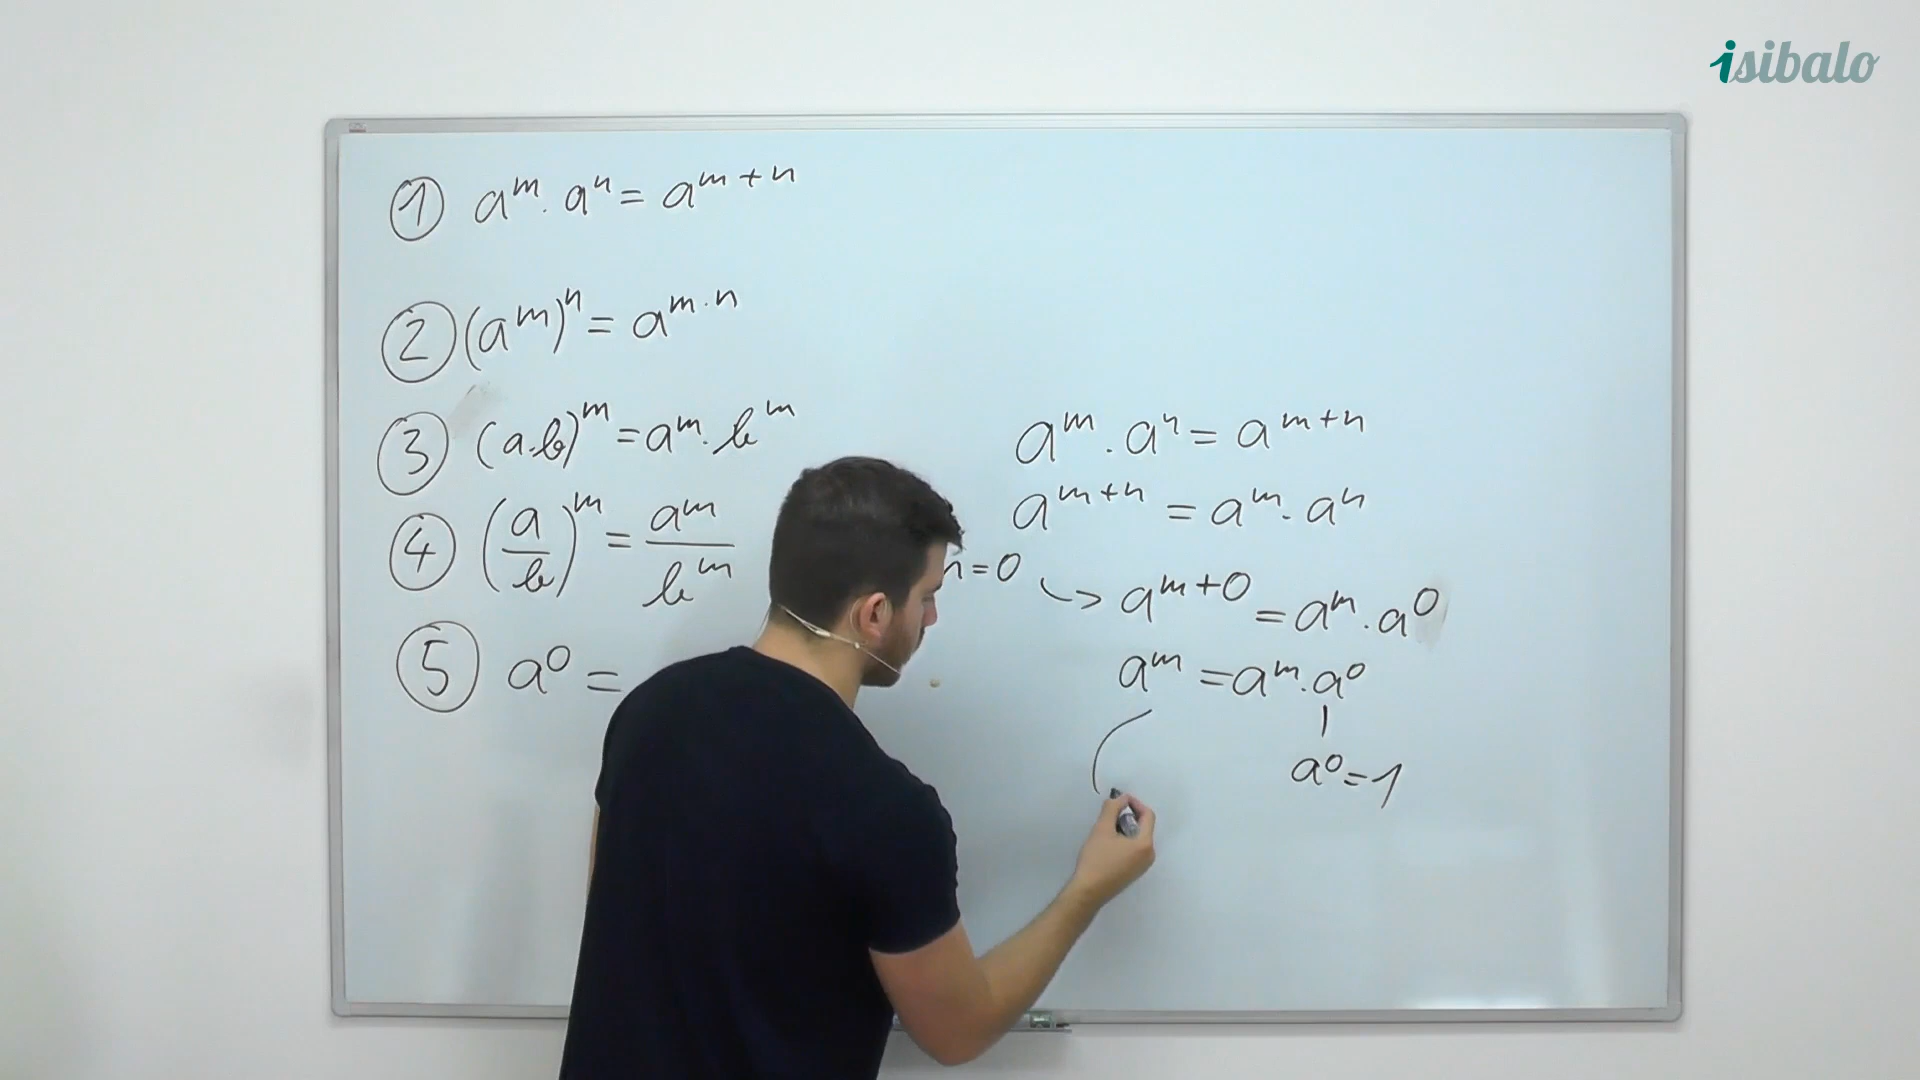 isibalo
① a^m · a^n = a^{m+n}
② (a^m)^n = a^{m·n}
③ (a·b)^m = a^m · b^m
④ (a/b)^m = a^m/b^m
⑤ a^0 =
a^m · a^n = a^{m+n}
a^{m+n} = a^m · a^n
n=0 → a^{m+0} = a^m · a^0
a^m = a^m · a^0
a^0 = 1